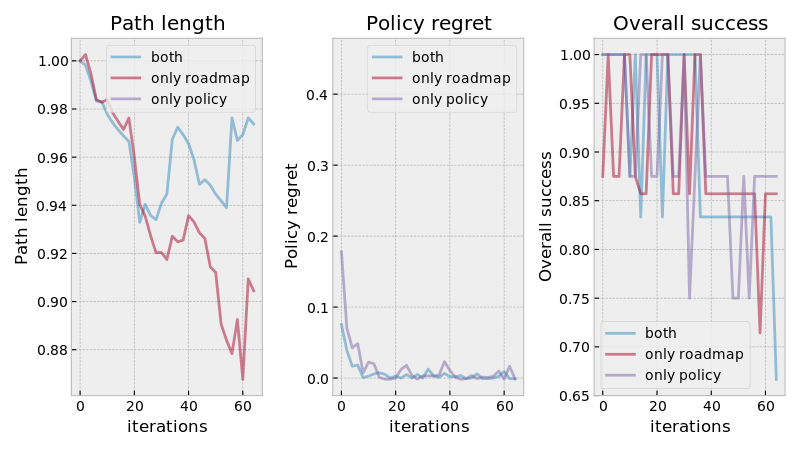 Path length
Path length
1.00
0.98
0.96
0.94
0.92
0.90
0.88
0
20
40
60
iterations
both
only roadmap
only policy
Policy regret
Policy regret
0.4
0.3
0.2
0.1
0.0
0
20
40
60
iterations
both
only roadmap
only policy
Overall success
Overall success
1.00
0.95
0.90
0.85
0.80
0.75
0.70
0.65
0
20
40
60
iterations
both
only roadmap
only policy